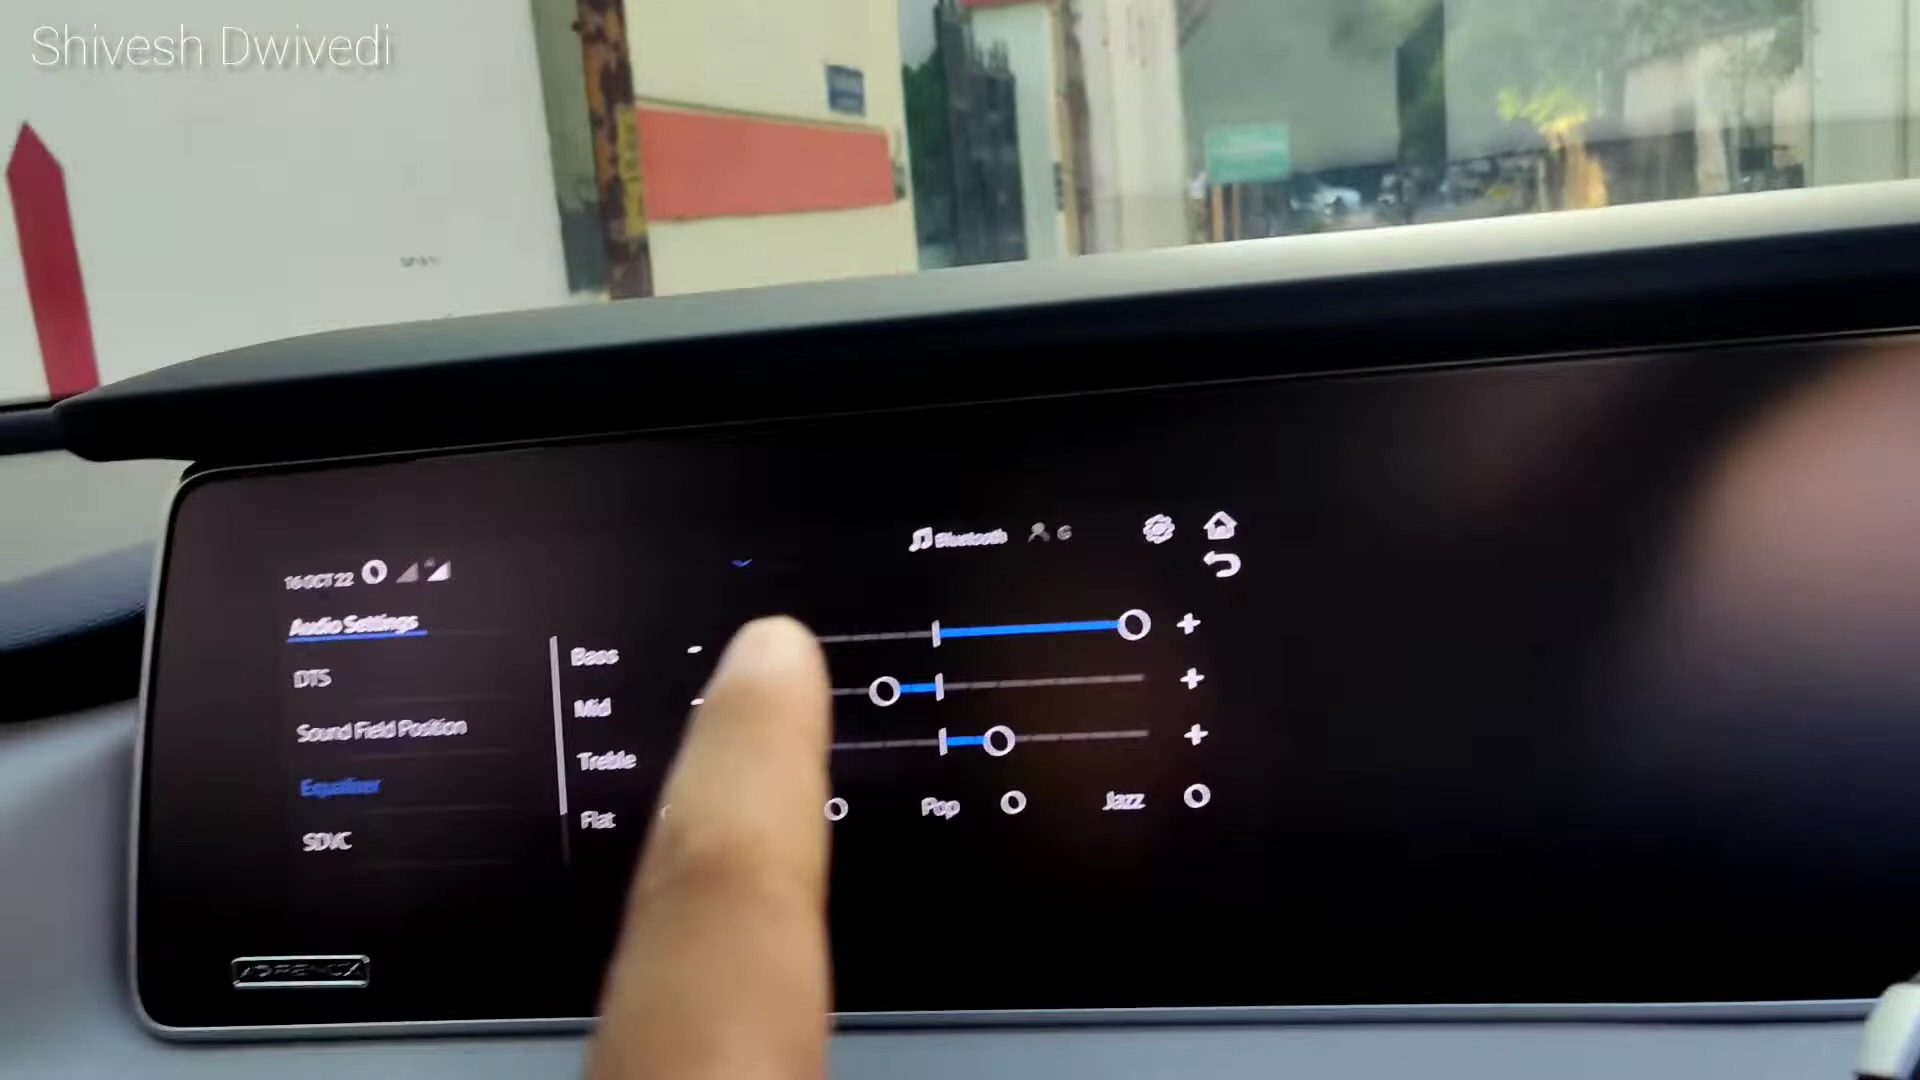 Shivesh Dwivedi
Bluetooth G
16 OCT 22
Audio Settings
DTS
Sound Field Position
Equalizer
SDVC
Bass - +
Mid - +
Treble +
Flat Pop Jazz
ADRENOX